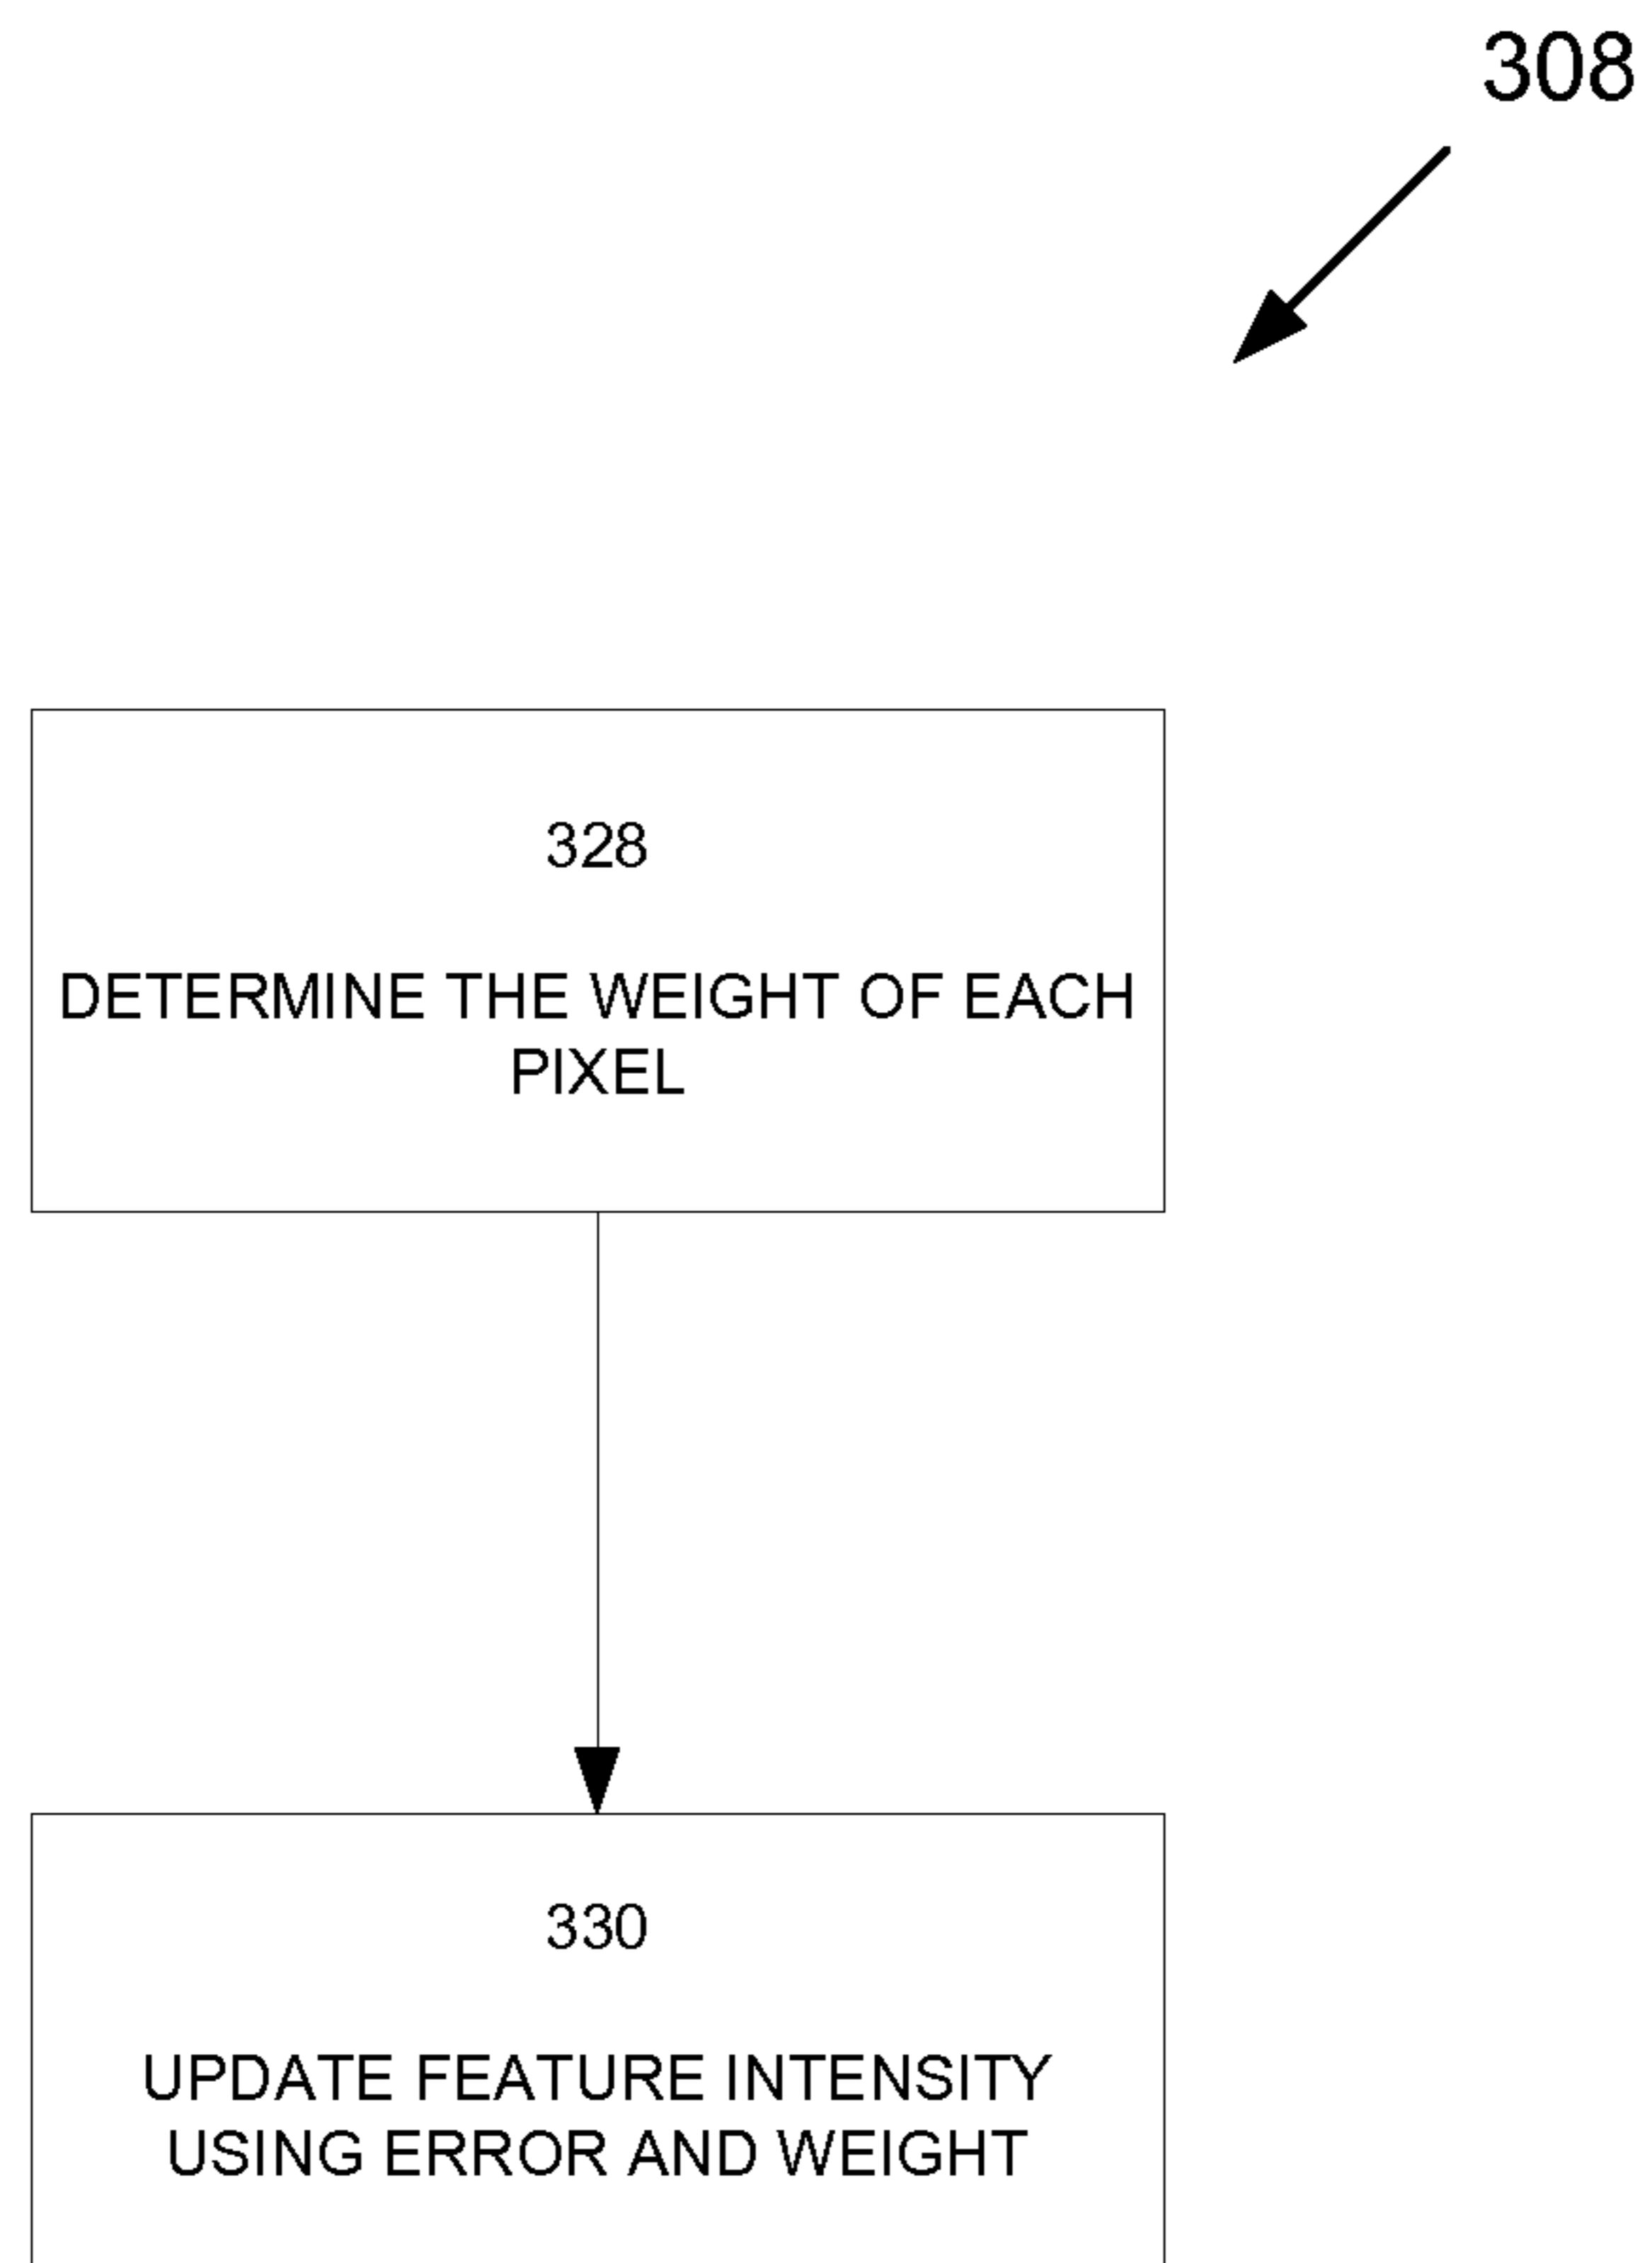 308
328
DETERMINE THE WEIGHT OF EACH
PIXEL
330
UPDATE FEATURE INTENSITY
USING ERROR AND WEIGHT